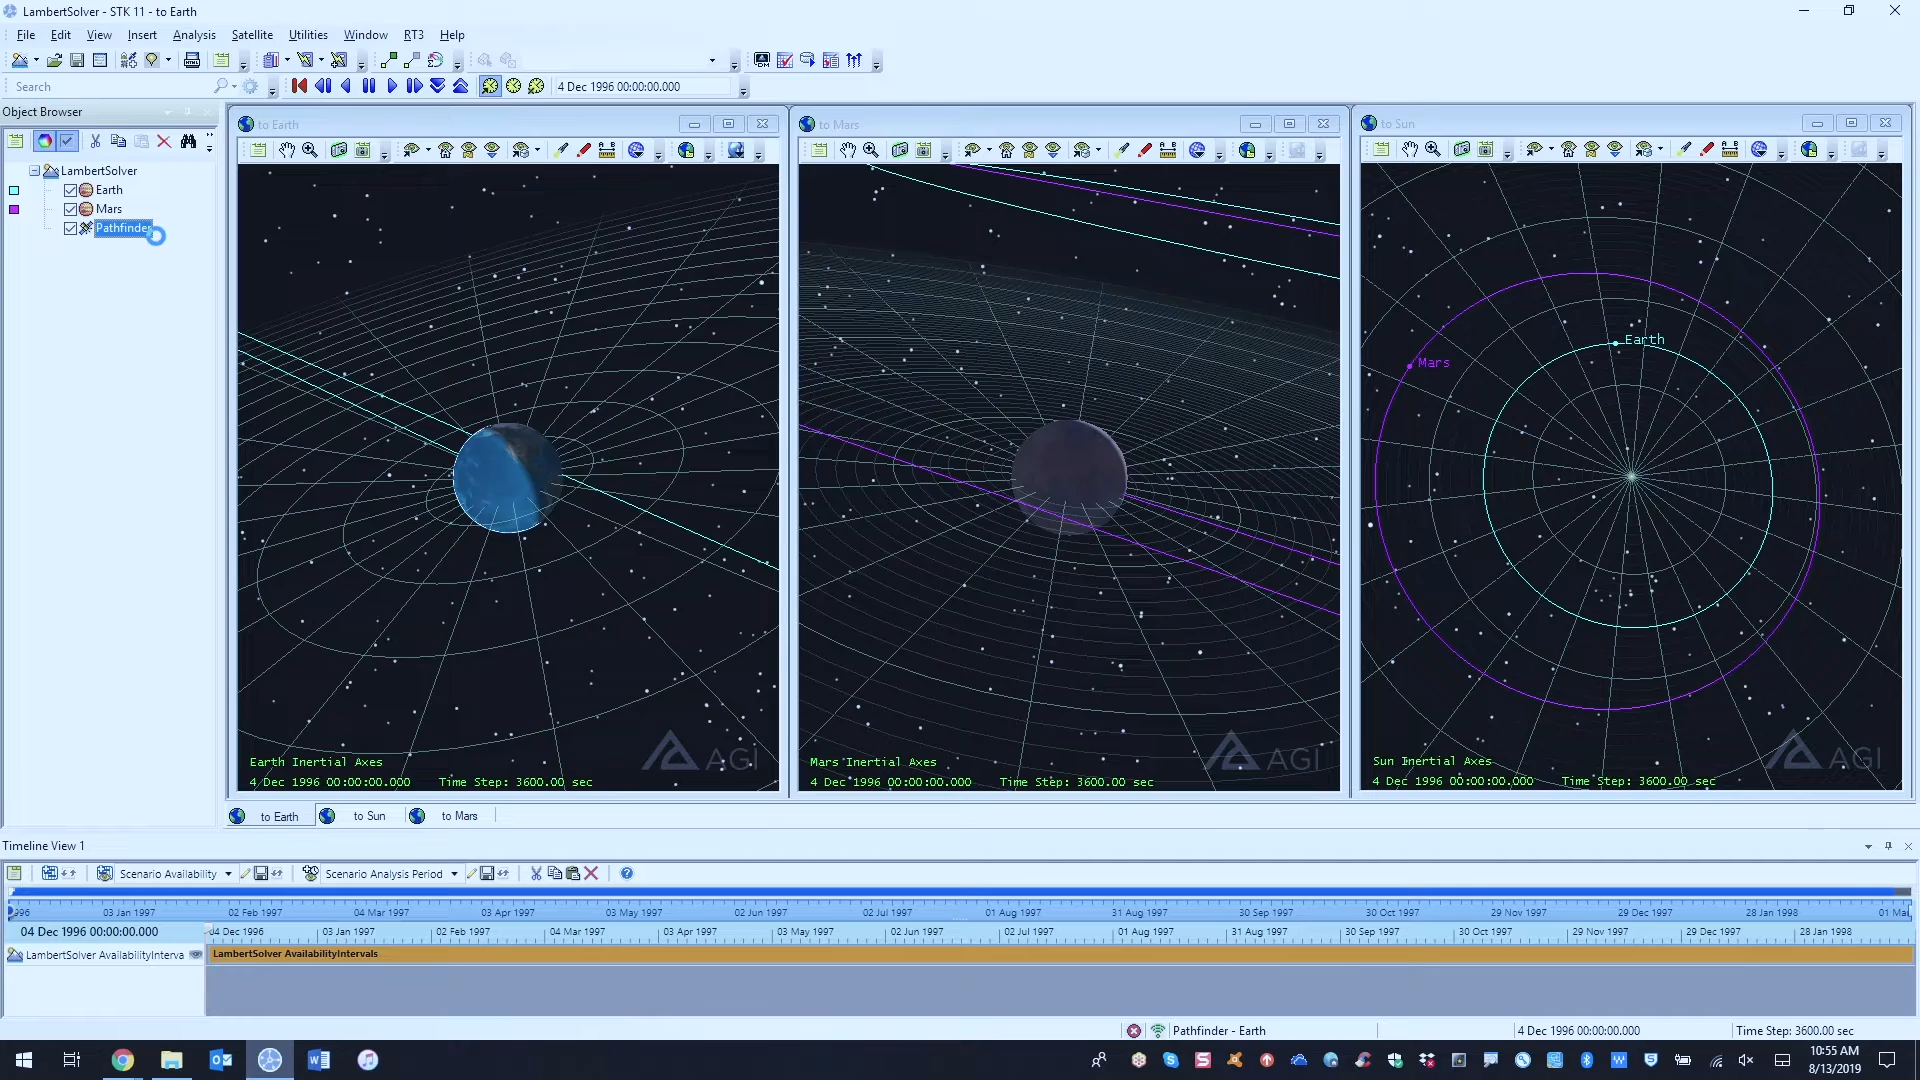 LambertSolver - STK 11 - to Earth
File Edit View Insert Analysis Satellite Utilities Window RT3 Help
Search
4 Dec 1996 00:00:00.000
Object Browser
LambertSolver
Earth
Mars
Pathfinder
to Earth
Earth Inertial Axes
4 Dec 1996 00:00:00.000 Time Step: 3600.00 sec
AGI
to Mars
Mars Inertial Axes
4 Dec 1996 00:00:00.000 Time Step: 3600.00 sec
AGI
to Sun
Earth
Mars
Sun Inertial Axes
4 Dec 1996 00:00:00.000 Time Step: 3600.00 sec
AGI
to Earth to Sun to Mars
Timeline View 1
Scenario Availability Scenario Analysis Period
996 03 Jan 1997 02 Feb 1997 04 Mar 1997 03 Apr 1997 03 May 1997 02 Jun 1997 02 Jul 1997 01 Aug 1997 31 Aug 1997 30 Sep 1997 30 Oct 1997 29 Nov 1997 29 Dec 1997 28 Jan 1998 01 Ma
04 Dec 1996 00:00:00.000
04 Dec 1996 03 Jan 1997 02 Feb 1997 04 Mar 1997 03 Apr 1997 03 May 1997 02 Jun 1997 02 Jul 1997 01 Aug 1997 31 Aug 1997 30 Sep 1997 30 Oct 1997 29 Nov 1997 29 Dec 1997 28 Jan 1998
LambertSolver AvailabilityInterva
LambertSolver AvailabilityIntervals
Pathfinder - Earth
4 Dec 1996 00:00:00.000
Time Step: 3600.00 sec
10:55 AM
8/13/2019